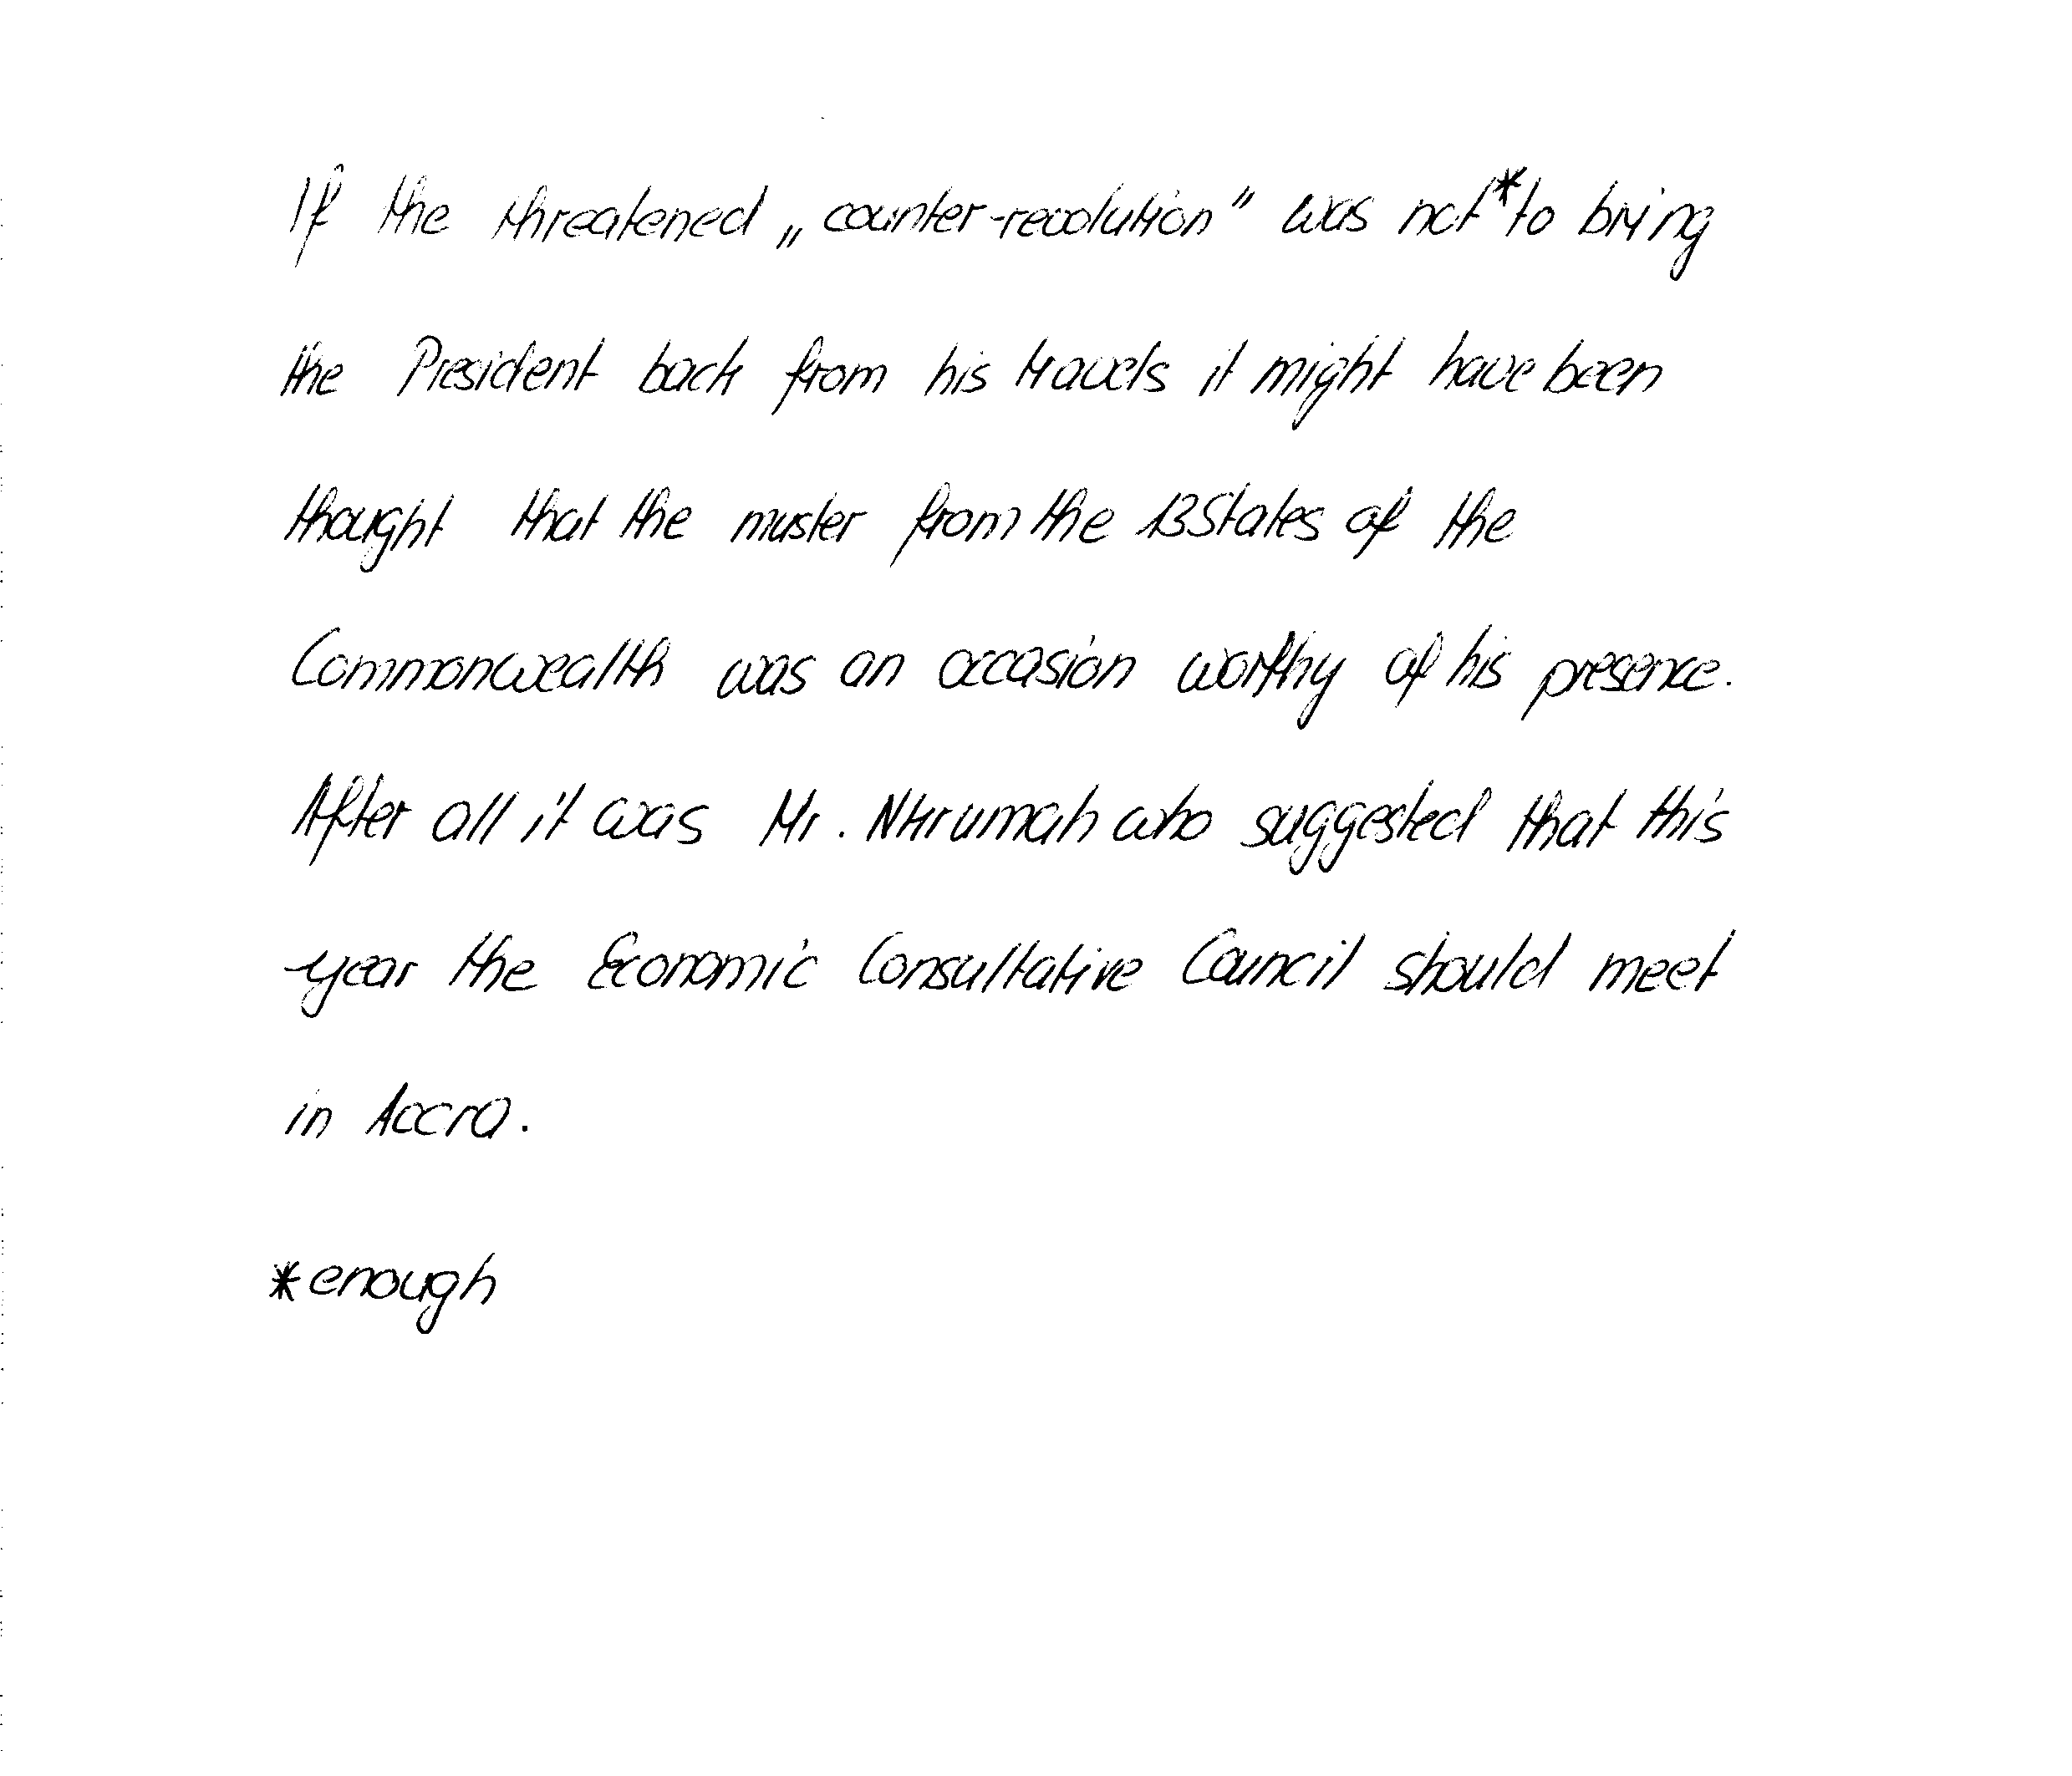 If the threatened „counter-revolution" was not* to bring
the President back from his travels it might have been
thought that the muster from the 13 States of the
Commonwealth was an occasion worthy of his presence.
After all it was Mr. Nkrumah who suggested that this
year the Economic Consultative Council should meet
in Accra.
*enough